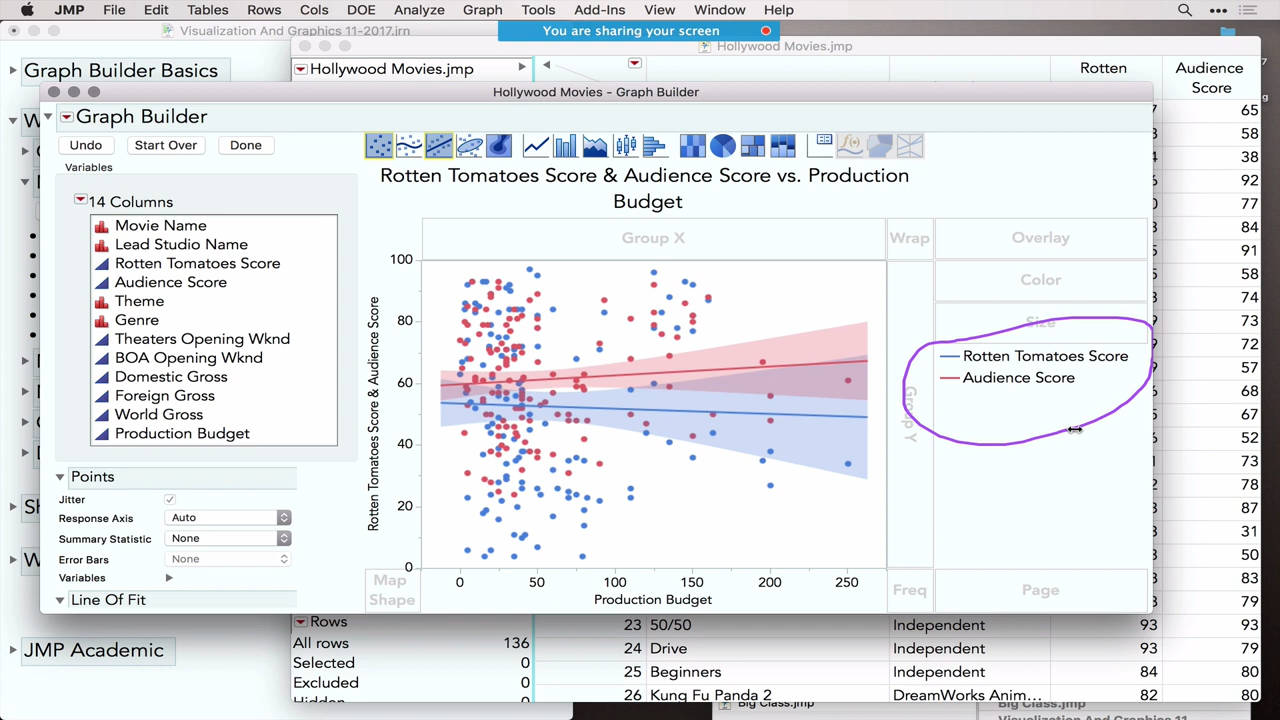 JMP File Edit Tables Rows Cols DOE Analyze Graph Tools Add-Ins View Window Help
Visualization And Graphics 11-2017.jrn
You are sharing your screen
Hollywood Movies.jmp
Graph Builder Basics
Hollywood Movies.jmp
Rotten
Audience
Score
Hollywood Movies - Graph Builder
Graph Builder
Undo Start Over Done
Variables
14 Columns
Movie Name
Lead Studio Name
Rotten Tomatoes Score
Audience Score
Theme
Genre
Theaters Opening Wknd
BOA Opening Wknd
Domestic Gross
Foreign Gross
World Gross
Production Budget
Points
Jitter
Response Axis Auto
Summary Statistic None
Error Bars None
Variables
Line Of Fit
Rotten Tomatoes Score & Audience Score vs. Production
Budget
Group X
Wrap
Overlay
Color
Size
Rotten Tomatoes Score
Audience Score
Group Y
Rotten Tomatoes Score & Audience Score
100
80
60
40
20
0
0 50 100 150 200 250
Production Budget
Map
Shape
Freq
Page
65
58
38
92
77
84
91
58
74
73
72
57
68
67
52
73
78
87
31
50
83
79
Rows
All rows 136
Selected 0
Excluded 0
23 50/50 Independent 93 93
24 Drive Independent 93 79
25 Beginners Independent 84 80
26 Kung Fu Panda 2 DreamWorks Anim... 82 80
JMP Academic
Big Class.jmp
Visualization And Graphics 11